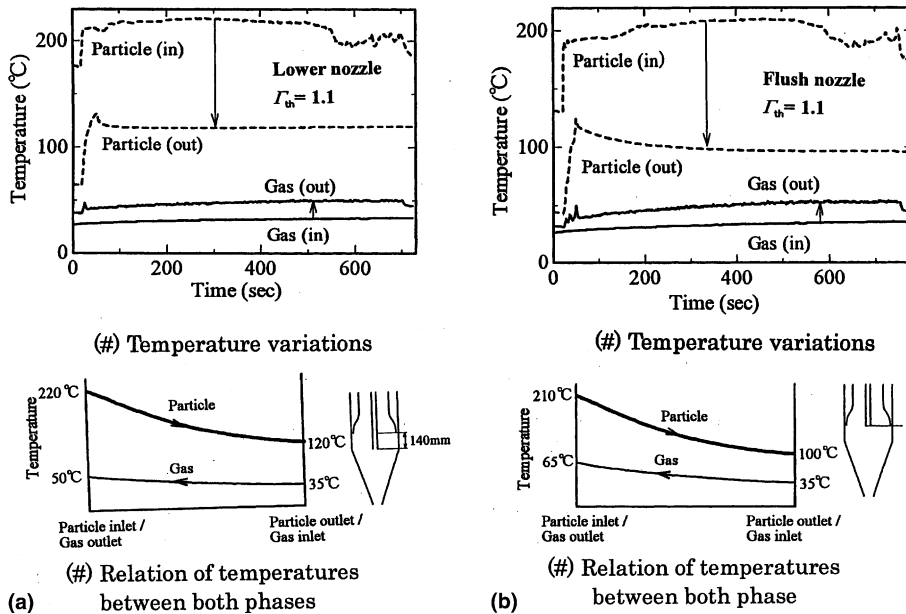 200
100
0
Temperature (℃)
Particle (in)
Lower nozzle
Γth= 1.1
Particle (out)
Gas (out)
Gas (in)
0 200 400 600
Time (sec)
(#) Temperature variations
220℃
Particle
120℃
Gas
50℃
35℃
Temperature
Particle inlet /
Gas outlet
Particle outlet /
Gas inlet
140mm
(#) Relation of temperatures
between both phases
(a)
200
100
0
Temperature (℃)
Particle (in)
Flush nozzle
Γth= 1.1
Particle (out)
Gas (out)
Gas (in)
0 200 400 600
Time (sec)
(#) Temperature variations
210℃
Particle
100℃
65℃
Gas
35℃
Temperature
Particle inlet /
Gas outlet
Particle outlet /
Gas inlet
(#) Relation of temperatures
between both phase
(b)